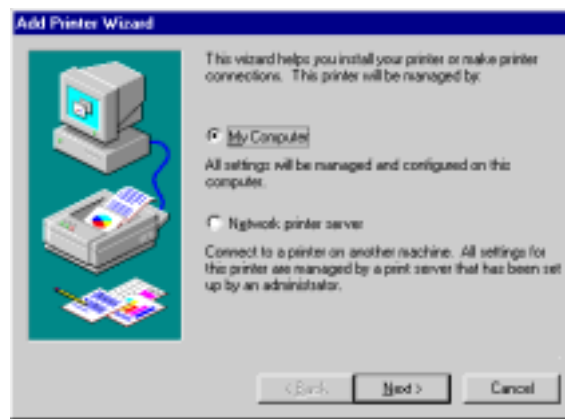 Add Printer Wizard
This wizard helps you install your printer or make printer
connections. This printer will be managed by:
My Computer
All settings will be managed and configured on this
computer.
Network printer server
Connect to a printer on another machine. All settings for
this printer are managed by a print server that has been set
up by an administrator.
< Back
Next >
Cancel